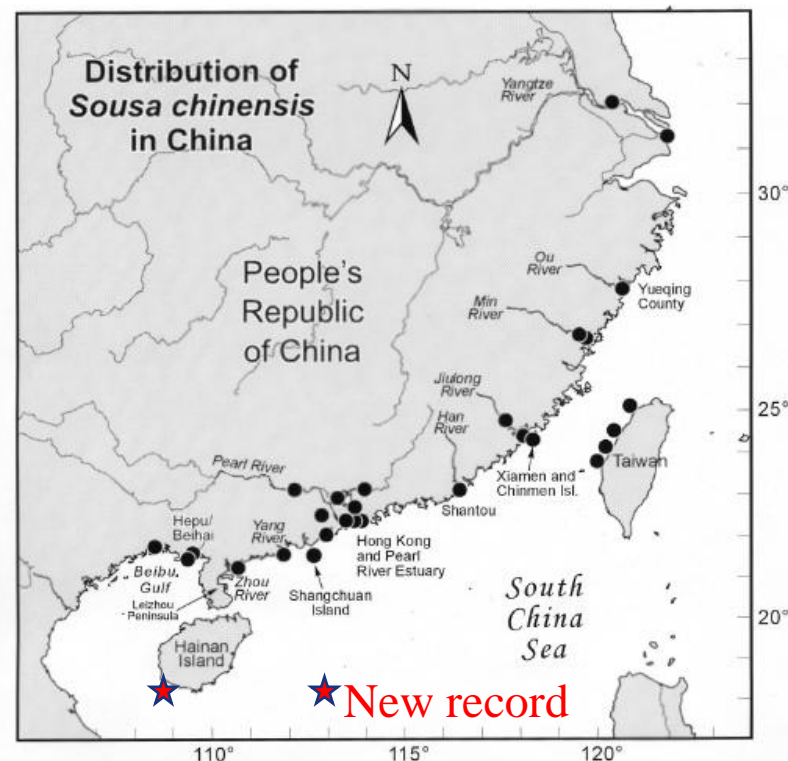 Distribution of
Sousa chinensis
in China
N
Yangtze
River
30°
People's
Republic
of China
Ou
River
Yueqing
County
Min
River
Jiulong
River
Han
River
25°
Pearl River
Xiamen and
Chinmen Isl.
Taiwan
Shantou
Hepu/
Beihai
Yang
River
Hong Kong
and Pearl
River Estuary
Beibu
Gulf
Zhou
River
Leizhou
Peninsula
Shangchuan
Island
South
China
Sea
20°
Hainan
Island
New record
110°
115°
120°